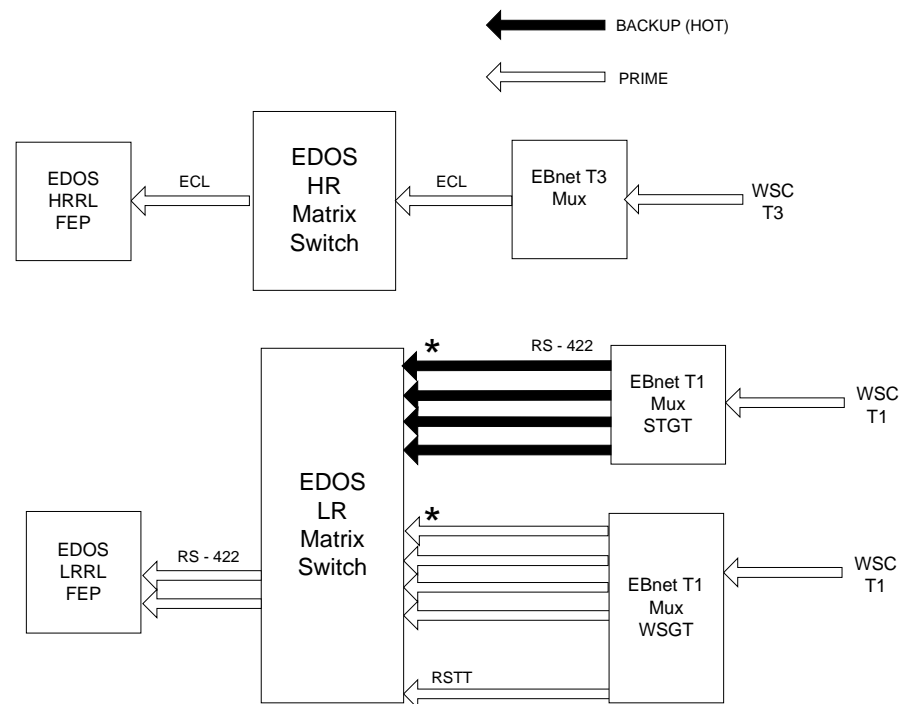 BACKUP (HOT)
PRIME
EDOS
HRRL
FEP
ECL
EDOS
HR
Matrix
Switch
ECL
EBnet T3
Mux
WSC
T3
*
RS - 422
EBnet T1
Mux
STGT
WSC
T1
EDOS
LR
Matrix
Switch
*
EDOS
LRRL
FEP
RS - 422
EBnet T1
Mux
WSGT
WSC
T1
RSTT